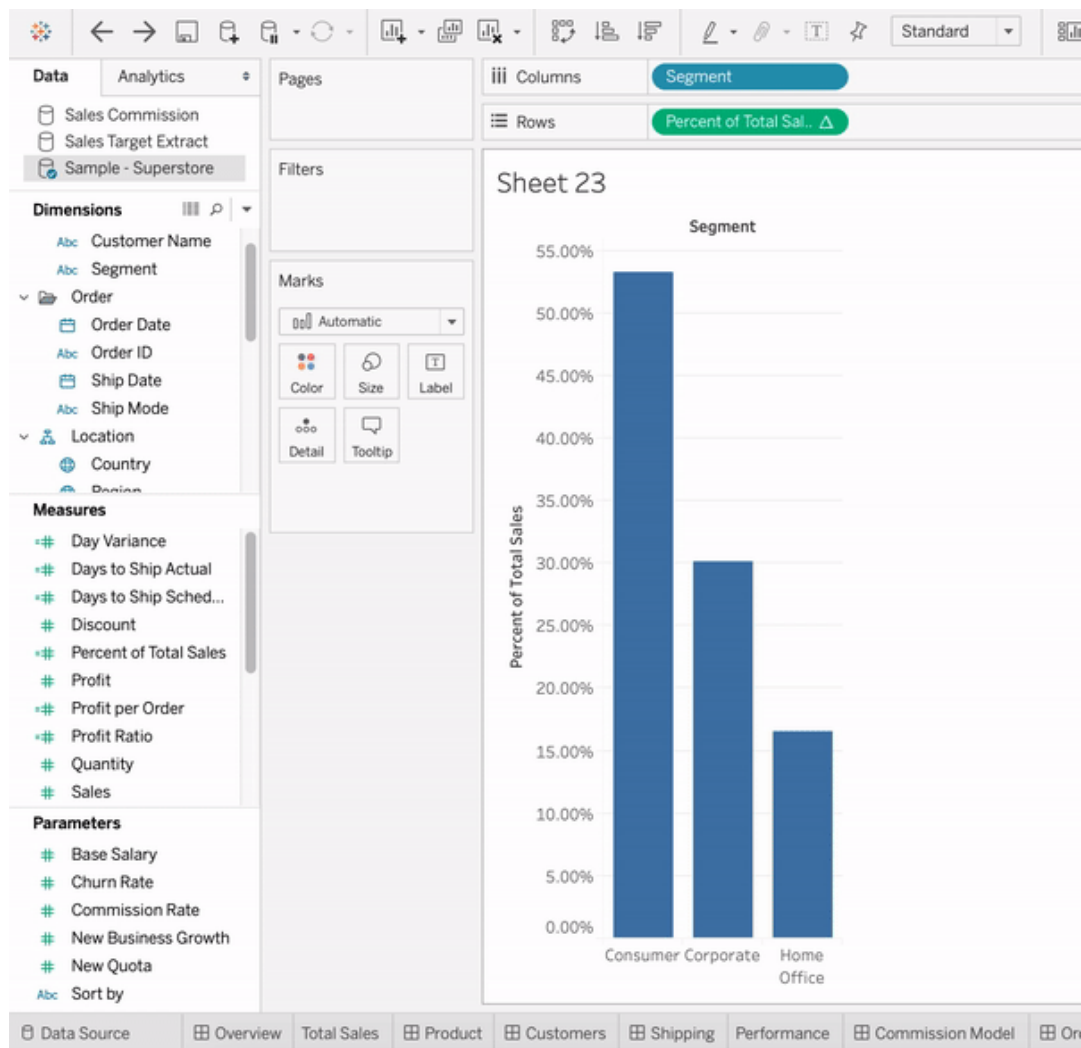 Standard
Data Analytics
Sales Commission
Sales Target Extract
Sample - Superstore
Dimensions
Abc Customer Name
Abc Segment
Order
Order Date
Abc Order ID
Ship Date
Abc Ship Mode
Location
Country
Region
Measures
=# Day Variance
=# Days to Ship Actual
=# Days to Ship Sched...
# Discount
=# Percent of Total Sales
# Profit
=# Profit per Order
=# Profit Ratio
# Quantity
# Sales
Parameters
# Base Salary
# Churn Rate
# Commission Rate
# New Business Growth
# New Quota
Abc Sort by
Pages
Filters
Marks
Automatic
Color Size Label
Detail Tooltip
Columns Segment
Rows Percent of Total Sal.. △
Sheet 23
Segment
55.00%
50.00%
45.00%
40.00%
35.00%
30.00%
25.00%
20.00%
15.00%
10.00%
5.00%
0.00%
Percent of Total Sales
Consumer Corporate Home
Office
Data Source Overview Total Sales Product Customers Shipping Performance Commission Model